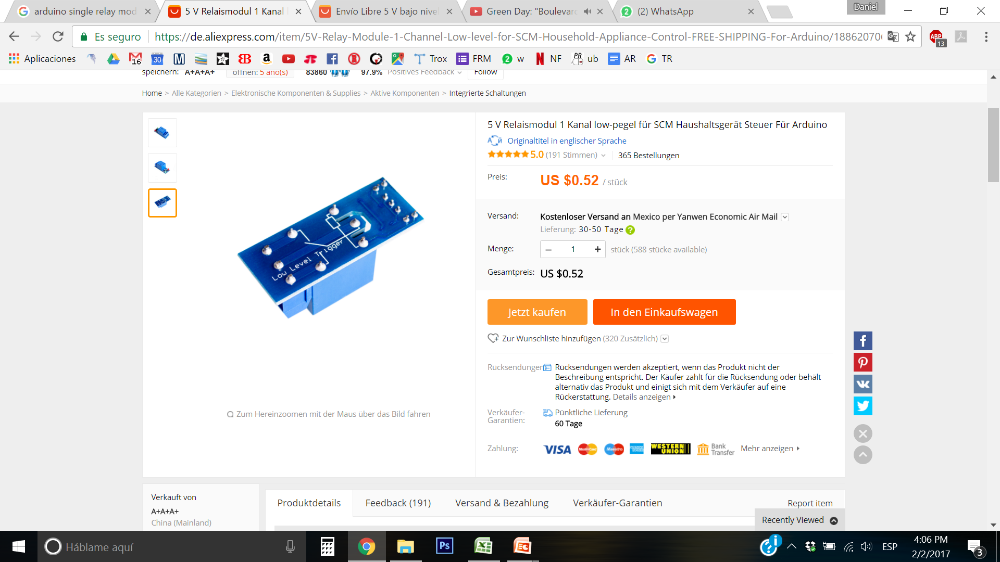 arduino single relay mod
5 V Relaismodul 1 Kanal l
Envío Libre 5 V bajo nivel
Green Day: "Boulevard
(2) WhatsApp
Daniel
Es seguro
https://de.aliexpress.com/item/5V-Relay-Module-1-Channel-Low-level-for-SCM-Household-Appliance-Control-FREE-SHIPPING-For-Arduino/188620706
ABP
13
Aplicaciones
16
30
M
Trox
FRM
w
NF
PR
ub
AR
TR
speichern: A+A+A+
öffnen: 5 año(s)
83860
97.9% Positives Feedback
Follow
Home > Alle Kategorien > Elektronische Komponenten & Supplies > Aktive Komponenten > Integrierte Schaltungen
5 V Relaismodul 1 Kanal low-pegel für SCM Haushaltsgerät Steuer Für Arduino
Originaltitel in englischer Sprache
5.0 (191 Stimmen)
365 Bestellungen
Preis:
US $0.52 / stück
Versand:
Kostenloser Versand an Mexico per Yanwen Economic Air Mail
Lieferung: 30-50 Tage
Menge:
1
stück (588 stücke available)
Gesamtpreis:
US $0.52
Low Level Trigger
Jetzt kaufen
In den Einkaufswagen
Zur Wunschliste hinzufügen (320 Zusätzlich)
Rücksendungen
Rücksendungen werden akzeptiert, wenn das Produkt nicht der
Beschreibung entspricht. Der Käufer zahlt für die Rücksendung oder behält
alternativ das Produkt und einigt sich mit dem Verkäufer auf eine
Rückerstattung. Details anzeigen
Zum Hereinzoomen mit der Maus über das Bild fahren
Verkäufer-
Garantien:
Pünktliche Lieferung
60 Tage
Zahlung:
VISA
MasterCard
Maestro
WESTERN
UNION
Bank
Transfer
Mehr anzeigen
Verkauft von
A+A+A+
China (Mainland)
Produktdetails
Feedback (191)
Versand & Bezahlung
Verkäufer-Garantien
Report item
Recently Viewed
Háblame aquí
Ps
ESP
4:06 PM
2/2/2017
3